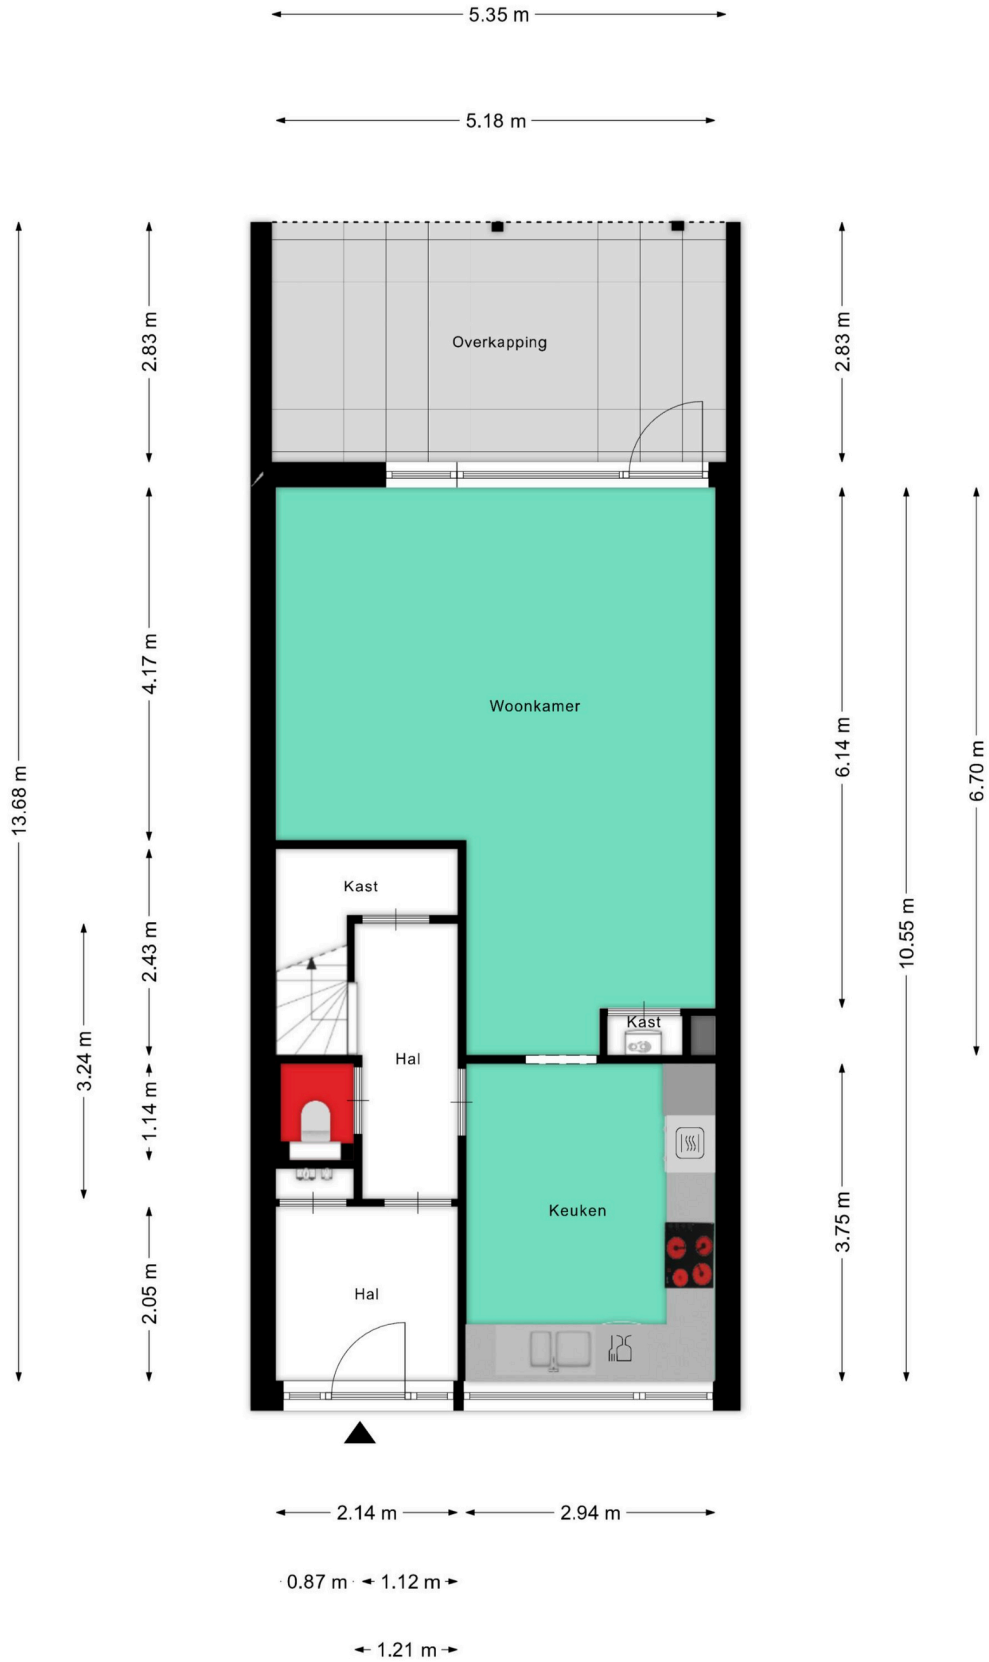 5.35 m
5.18 m
2.83 m
2.83 m
Overkapping
4.17 m
Woonkamer
6.14 m
6.70 m
13.68 m
Kast
2.43 m
10.55 m
Kast
3.24 m
Hal
1.14 m
Keuken
3.75 m
2.05 m
Hal
2.14 m
2.94 m
0.87 m
1.12 m
1.21 m